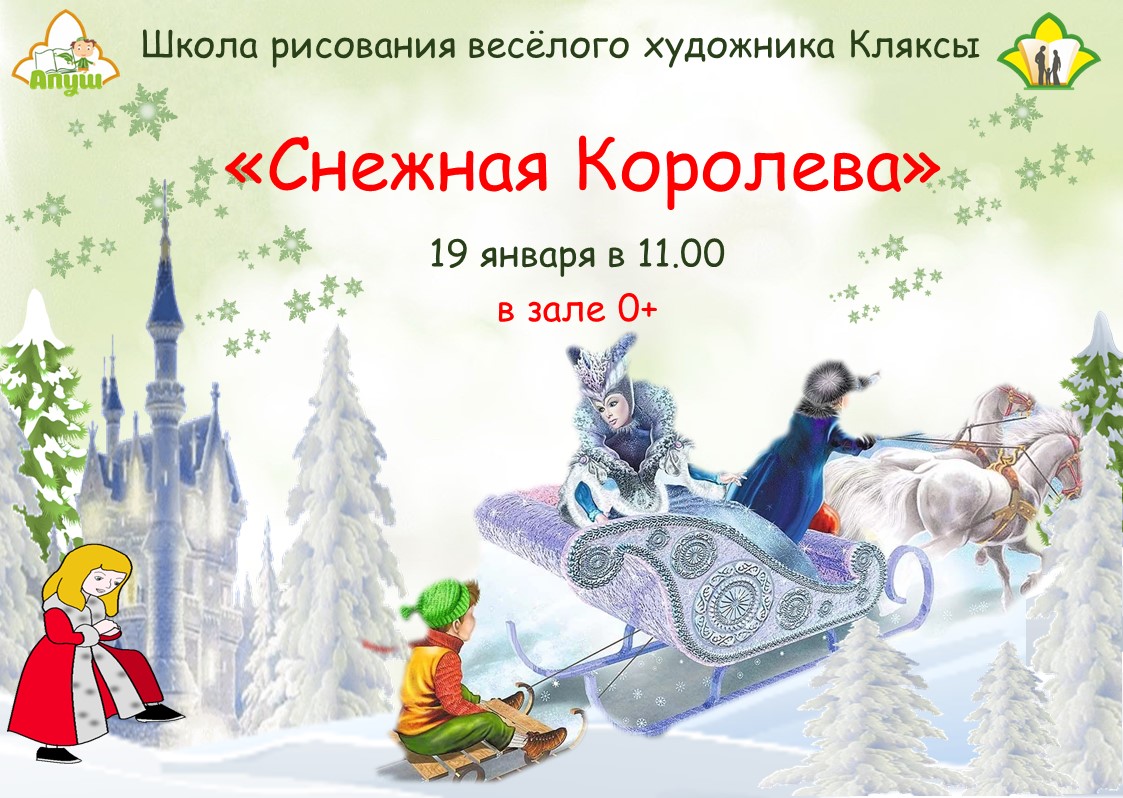 Апуш
Школа рисования весёлого художника Кляксы
«Снежная Королева»
19 января в 11.00
в зале 0+